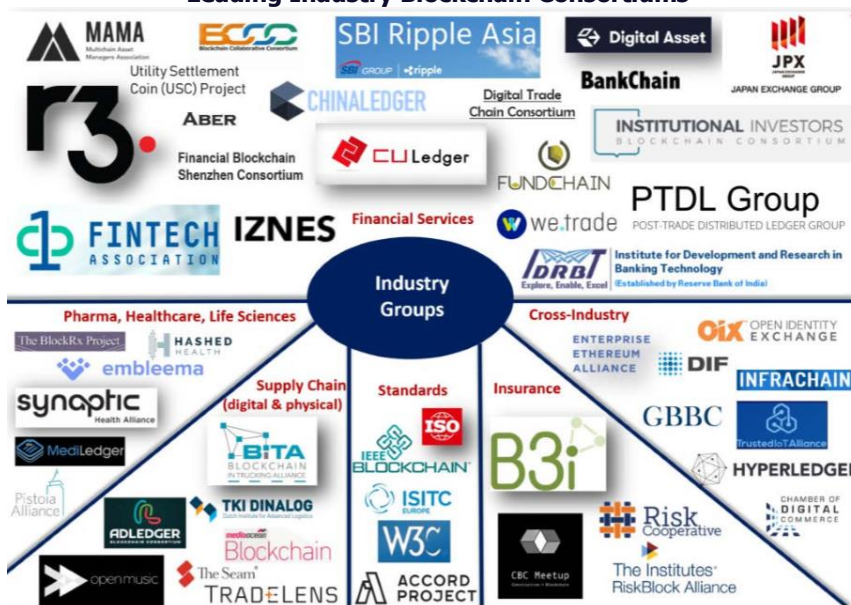 Leading Industry Blockchain Consortiums
MAMA
Multichain Asset
Managers Association
Blockchain Collaborative Consortium
SBI Ripple Asia
SBI GROUP
ripple
Digital Asset
JPX
JAPAN EXCHANGE GROUP
Utility Settlement
Coin (USC) Project
r3.
ABER
CHINALEDGER
Digital Trade
Chain Consortium
BankChain
INSTITUTIONAL INVESTORS
BLOCKCHAIN CONSORTIUM
Financial Blockchain
Shenzhen Consortium
CU Ledger
FUNDCHAIN
PTDL Group
POST-TRADE DISTRIBUTED LEDGER GROUP
FINTECH
ASSOCIATION
IZNES
Financial Services
we.trade
IDRBT
Explore, Enable, Excel
Institute for Development and Research in
Banking Technology
(Established by Reserve Bank of India)
Industry
Groups
Pharma, Healthcare, Life Sciences
The BlockRx Project
HASHED
HEALTH
embleema
synaptic
Health Alliance
MediLedger
Pistoia
Alliance
Supply Chain
(digital & physical)
BiTA
BLOCKCHAIN
IN TRUCKING ALLIANCE
ADLEDGER
BLOCKCHAIN CONSORTIUM
TKI DINALOG
Dutch Institute for Advanced Logistics
mediaocean
Blockchain
openmusic
The Seam
TRADELENS
Standards
ISO
IEEE
BLOCKCHAIN
ISITC
EUROPE
W3C
ACCORD
PROJECT
Insurance
B3i
CBC Meetup
Risk
Cooperative
The Institutes
RiskBlock Alliance
Cross-Industry
ENTERPRISE
ETHEREUM
ALLIANCE
OIX
OPEN IDENTITY
EXCHANGE
DIF
INFRACHAIN
GBBC
TrustedIoTAlliance
HYPERLEDGER
CHAMBER OF
DIGITAL
COMMERCE